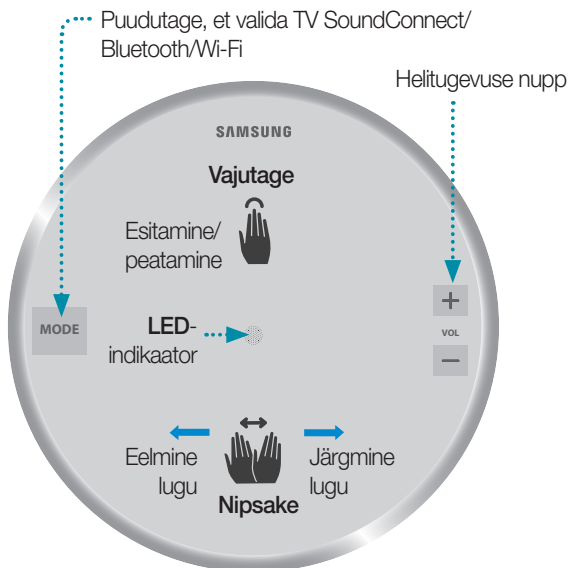 Puudutage, et valida TV SoundConnect/
Bluetooth/Wi-Fi
Helitugevuse nupp
SAMSUNG
Vajutage
Esitamine/
peatamine
MODE
LED-
indikaator
+
VOL
−
Eelmine
lugu
Järgmine
lugu
Nipsake